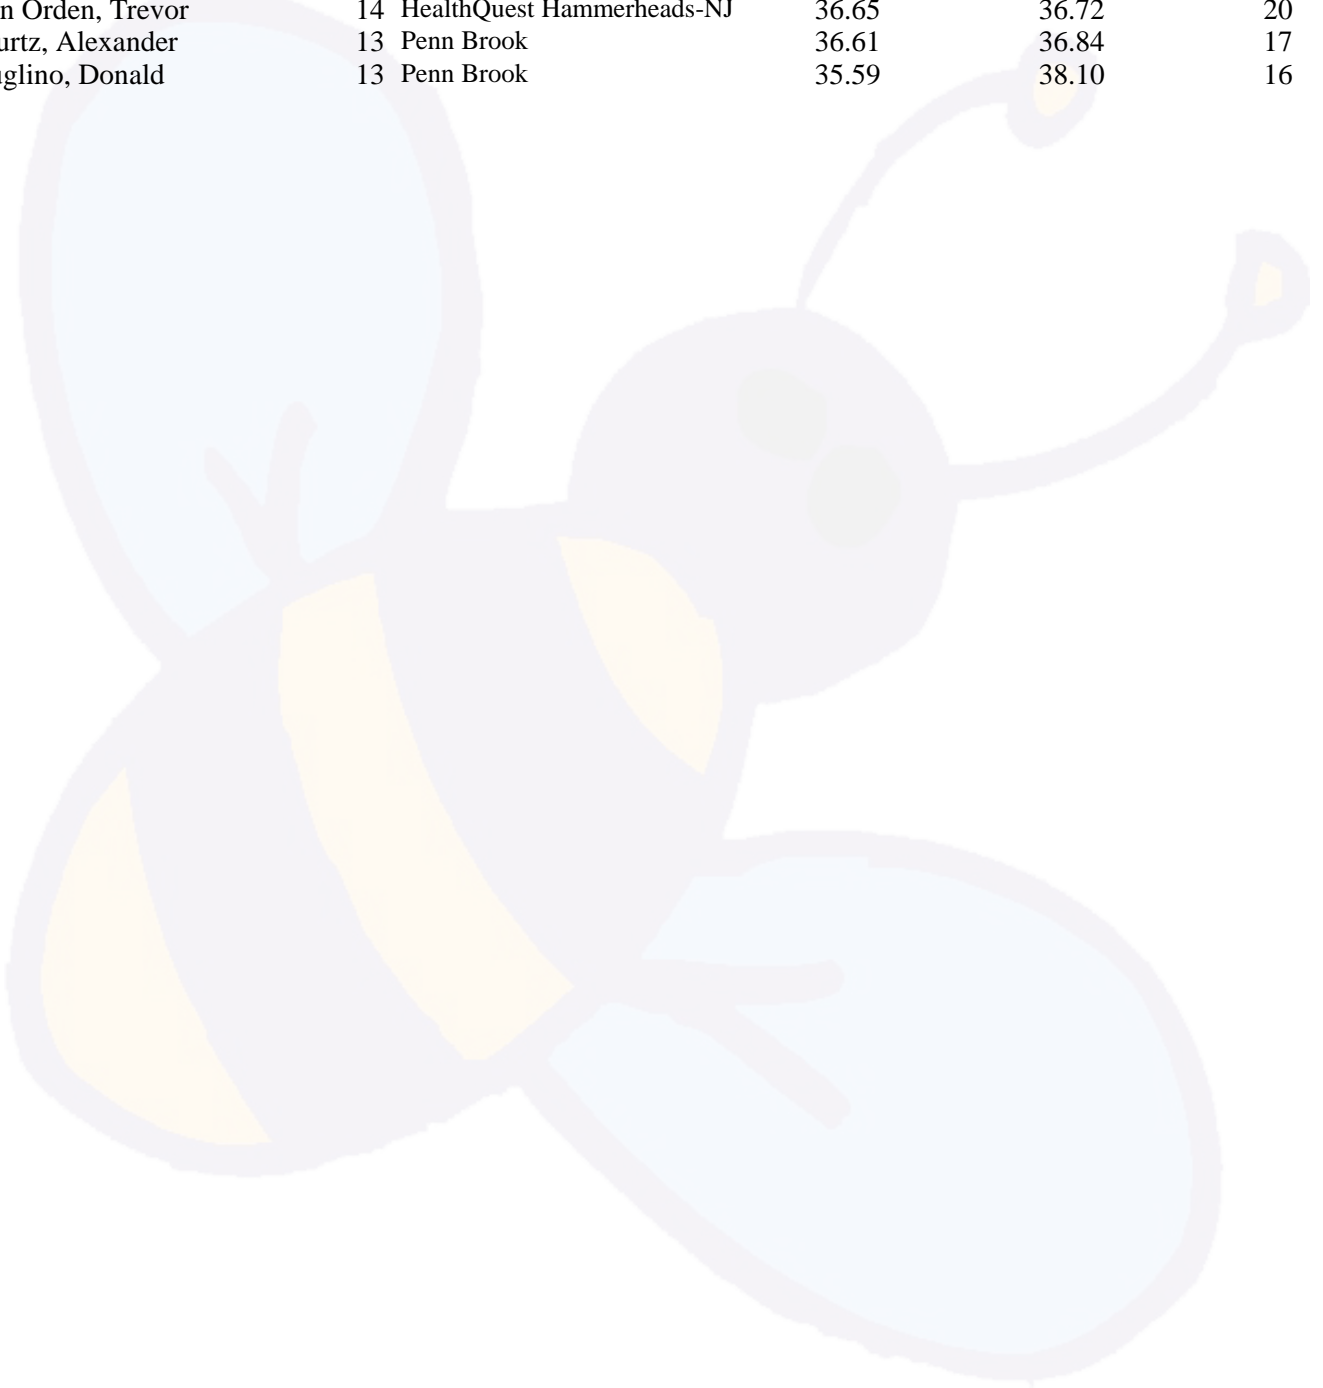 n Orden, Trevor 14 HealthQuest Hammerheads-NJ 36.65 36.72 20
urtz, Alexander 13 Penn Brook 36.61 36.84 17
glino, Donald 13 Penn Brook 35.59 38.10 16